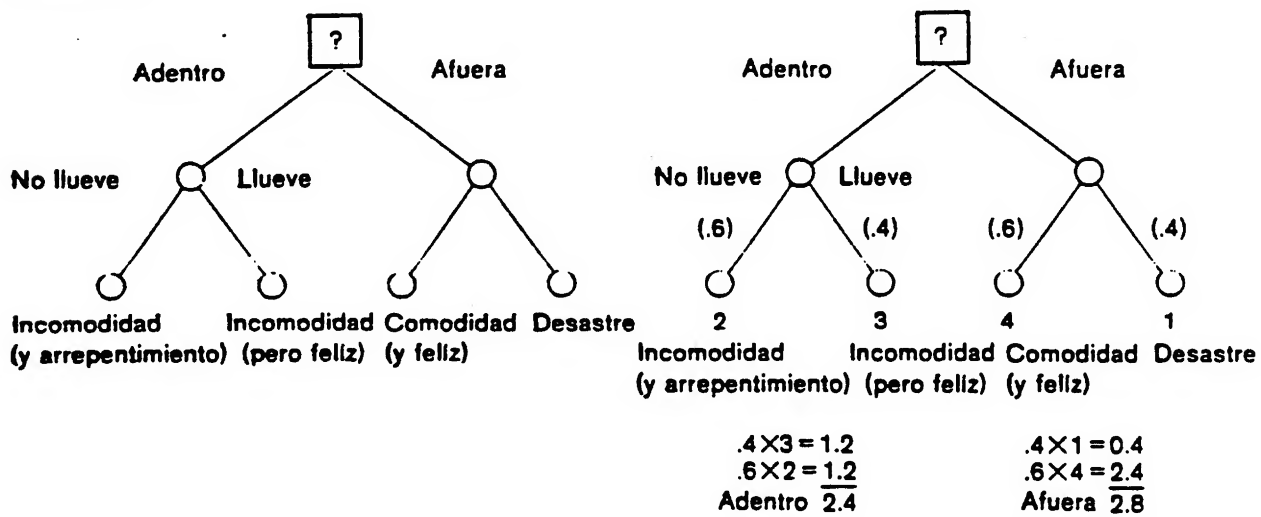 ?
Adentro
Afuera
No llueve
Llueve
Incomodidad
(y arrepentimiento)
Incomodidad
(pero feliz)
Comodidad
(y feliz)
Desastre
?
Adentro
Afuera
No llueve
Llueve
(.6)
(.4)
(.6)
(.4)
2
3
4
1
Incomodidad
(y arrepentimiento)
Incomodidad
(pero feliz)
Comodidad
(y feliz)
Desastre
.4×3=1.2
.6×2=1.2
Adentro 2.4
.4×1=0.4
.6×4=2.4
Afuera 2.8